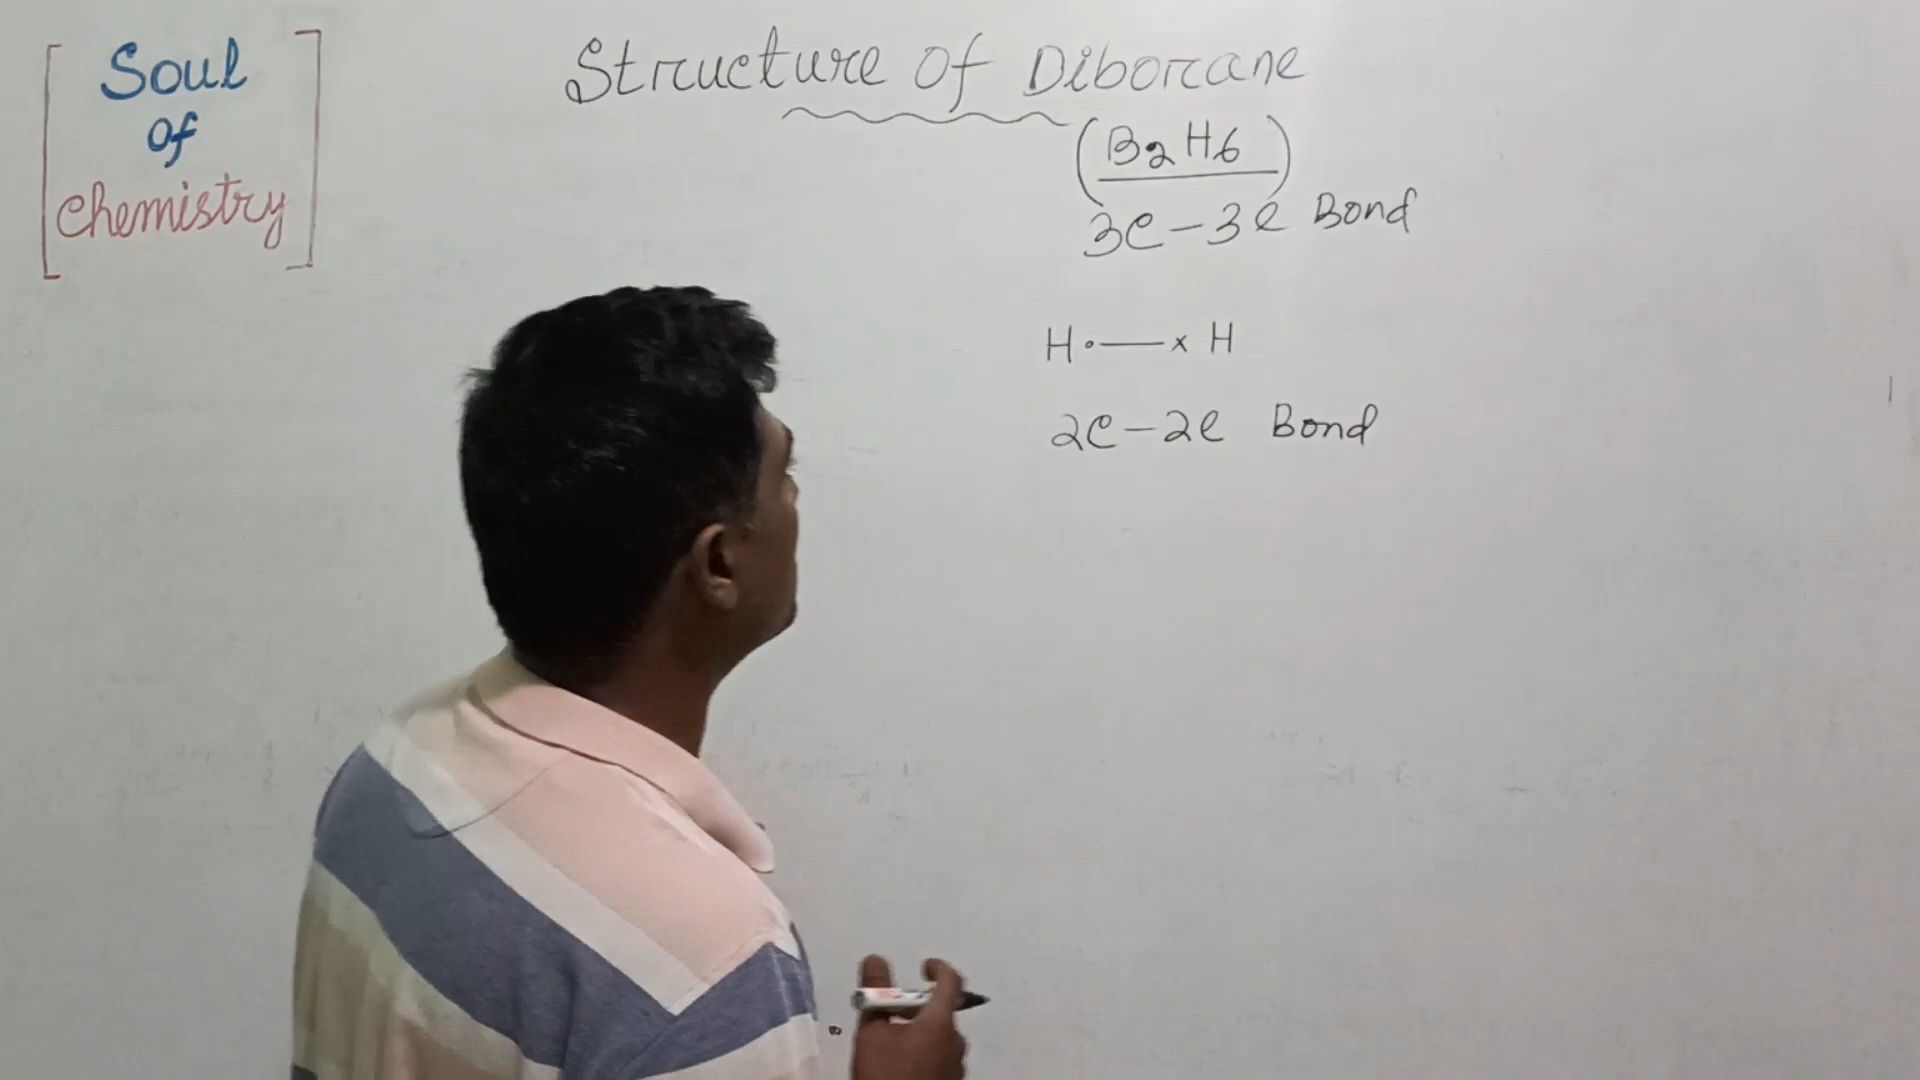 Soul
Of
Chemistry
Structure Of Diborane
(B2H6)
3c-3e Bond
H·—x H
2c-2e Bond